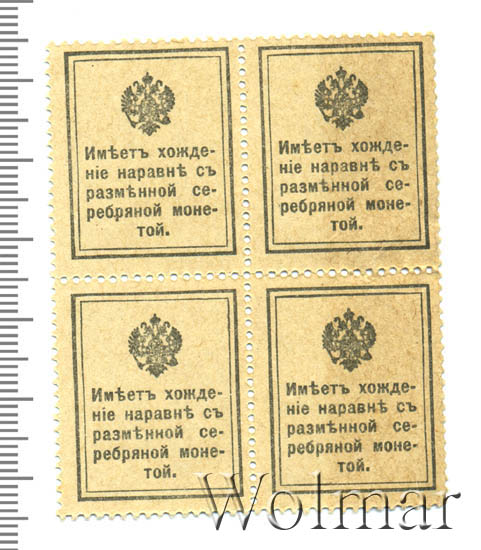 Имѣетъ хожде-
ніе наравнѣ съ
размѣнной се-
ребряной моне-
той.
Имѣетъ хожде-
ніе наравнѣ съ
размѣнной се-
ребряной моне-
той.
Имѣетъ хожде-
ніе наравнѣ съ
размѣнной се-
ребряной моне-
той.
Имѣетъ хожде-
ніе наравнѣ съ
размѣнной се-
ребряной моне-
той.
Wolmar